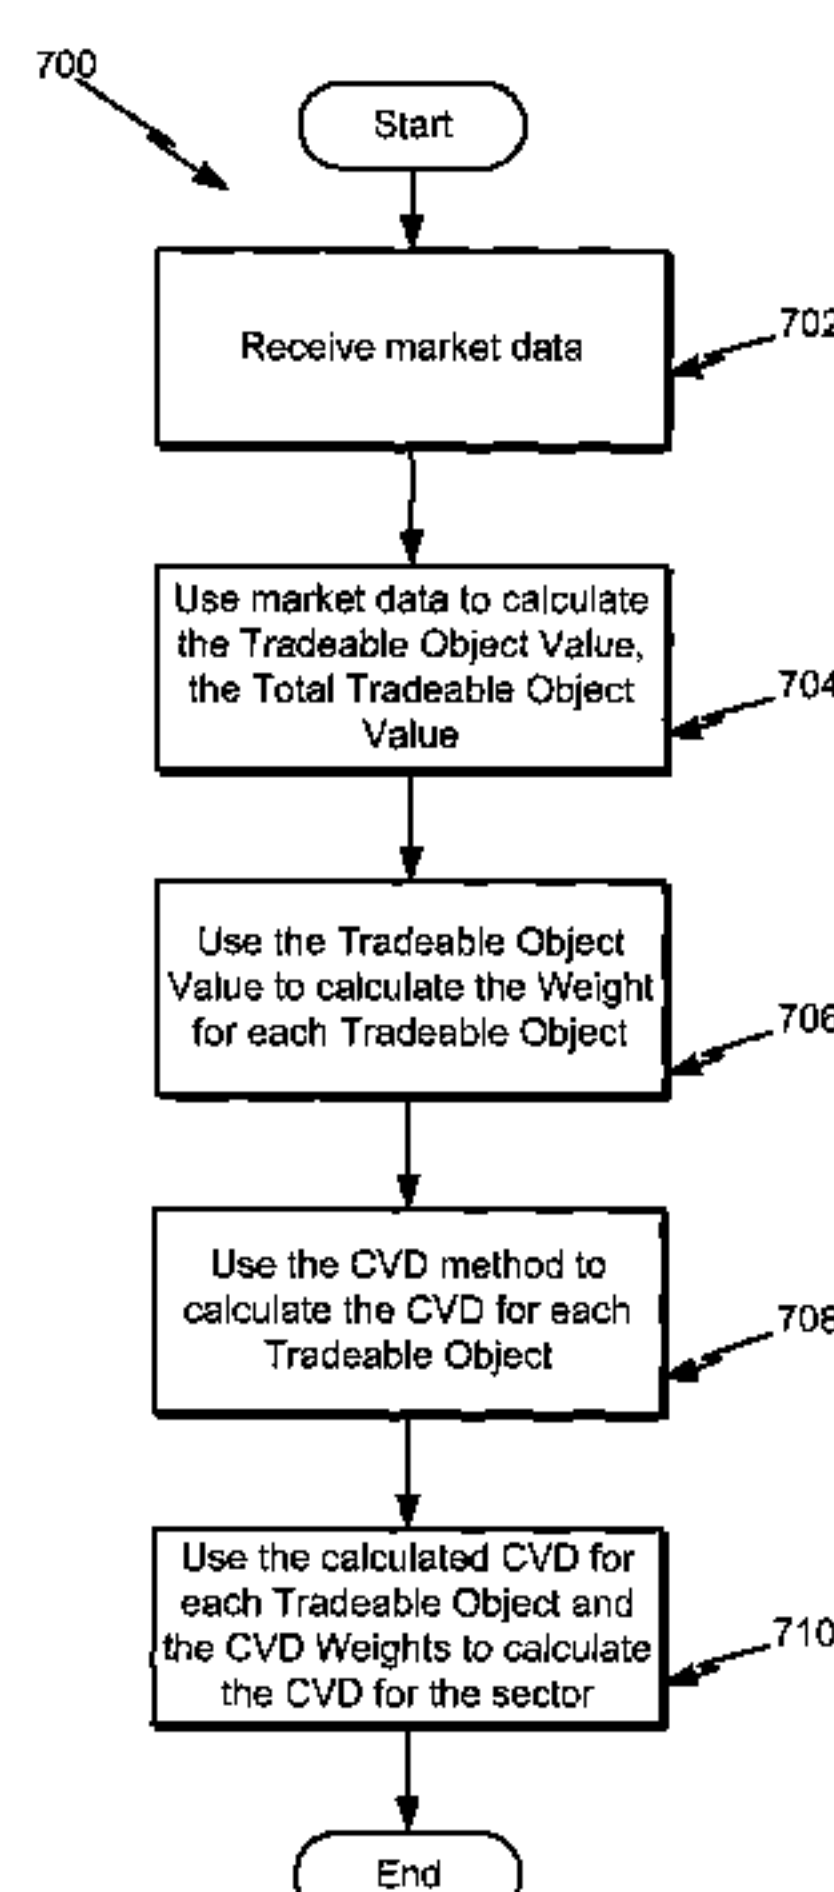 700
Start
Receive market data
702
Use market data to calculate
the Tradeable Object Value,
the Total Tradeable Object
Value
704
Use the Tradeable Object
Value to calculate the Weight
for each Tradeable Object
706
Use the CVD method to
calculate the CVD for each
Tradeable Object
708
Use the calculated CVD for
each Tradeable Object and
the CVD Weights to calculate
the CVD for the sector
710
End